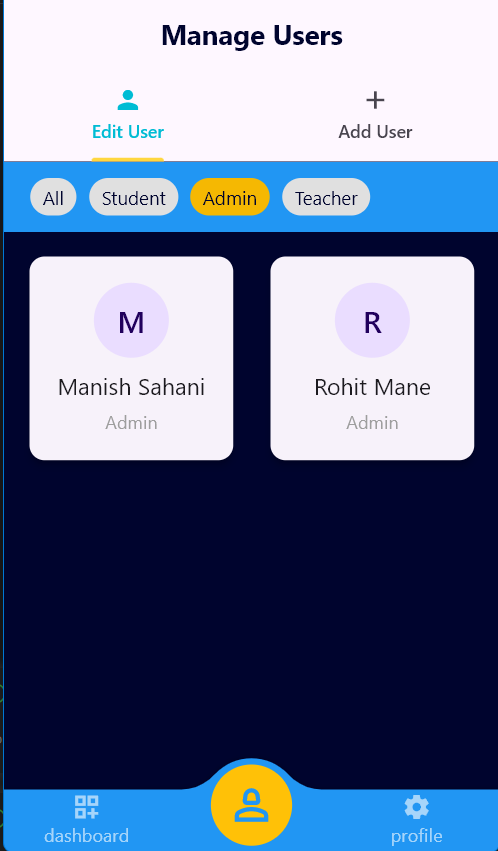 Manage Users
Edit User
Add User
All
Student
Admin
Teacher
M
R
Manish Sahani
Rohit Mane
Admin
Admin
dashboard
profile